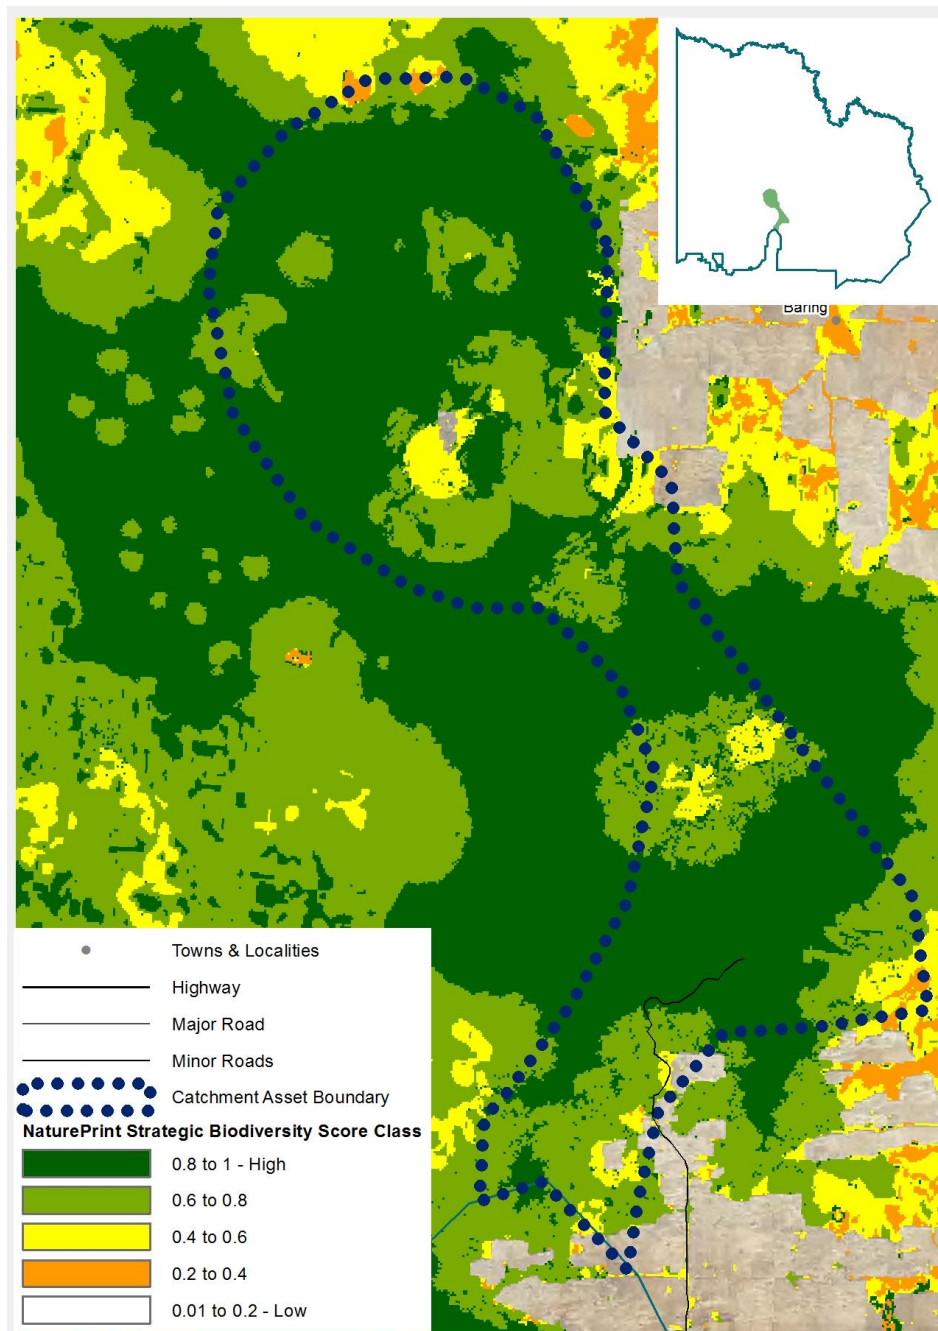 Baring
Towns & Localities
Highway
Major Road
Minor Roads
Catchment Asset Boundary
NaturePrint Strategic Biodiversity Score Class
0.8 to 1 - High
0.6 to 0.8
0.4 to 0.6
0.2 to 0.4
0.01 to 0.2 - Low